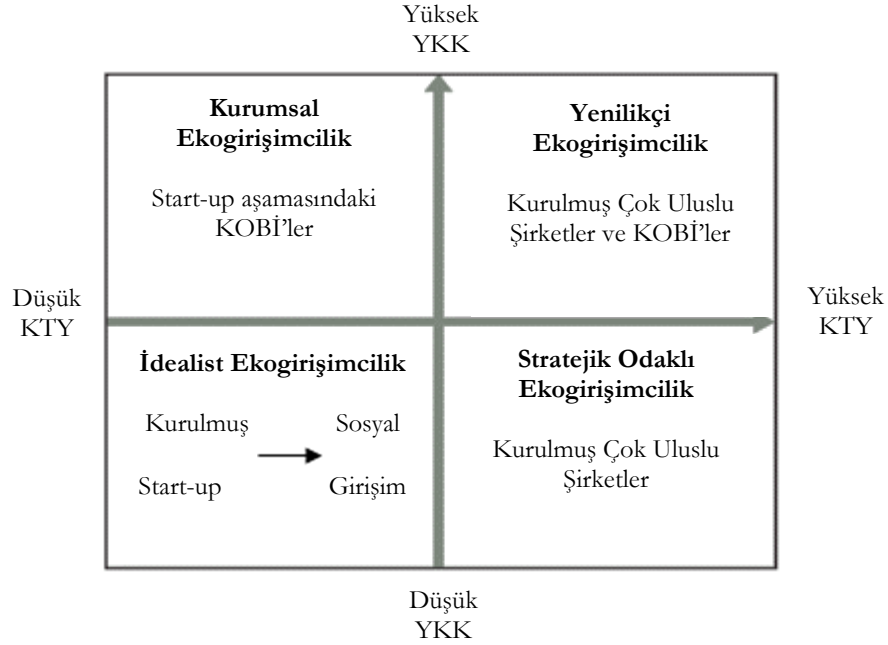 Yüksek
YKK
Kurumsal
Ekogirişimcilik
Start-up aşamasındaki
KOBİ'ler
Yenilikçi
Ekogirişimcilik
Kurulmuş Çok Uluslu
Şirketler ve KOBİ'ler
Düşük
KTY
Yüksek
KTY
İdealist Ekogirişimcilik
Kurulmuş Sosyal
Start-up Girişim
Stratejik Odaklı
Ekogirişimcilik
Kurulmuş Çok Uluslu
Şirketler
Düşük
YKK